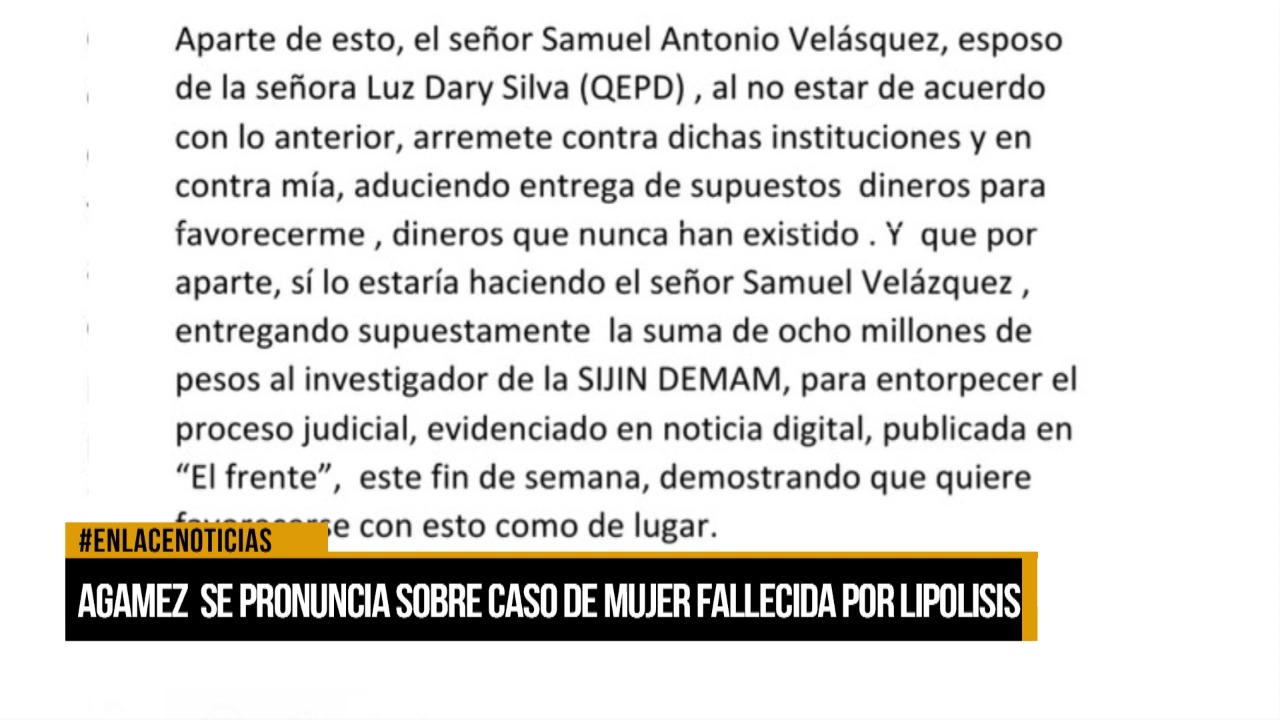 Aparte de esto, el señor Samuel Antonio Velásquez, esposo
de la señora Luz Dary Silva (QEPD) , al no estar de acuerdo
con lo anterior, arremete contra dichas instituciones y en
contra mía, aduciendo entrega de supuestos  dineros para
favorecerme , dineros que nunca han existido . Y  que por
aparte, sí lo estaría haciendo el señor Samuel Velázquez ,
entregando supuestamente  la suma de ocho millones de
pesos al investigador de la SIJIN DEMAM, para entorpecer el
proceso judicial, evidenciado en noticia digital, publicada en
“El frente”,  este fin de semana, demostrando que quiere
favorecerse con esto como de lugar.
#ENLACENOTICIAS
AGAMEZ  SE PRONUNCIA SOBRE CASO DE MUJER FALLECIDA POR LIPOLISIS